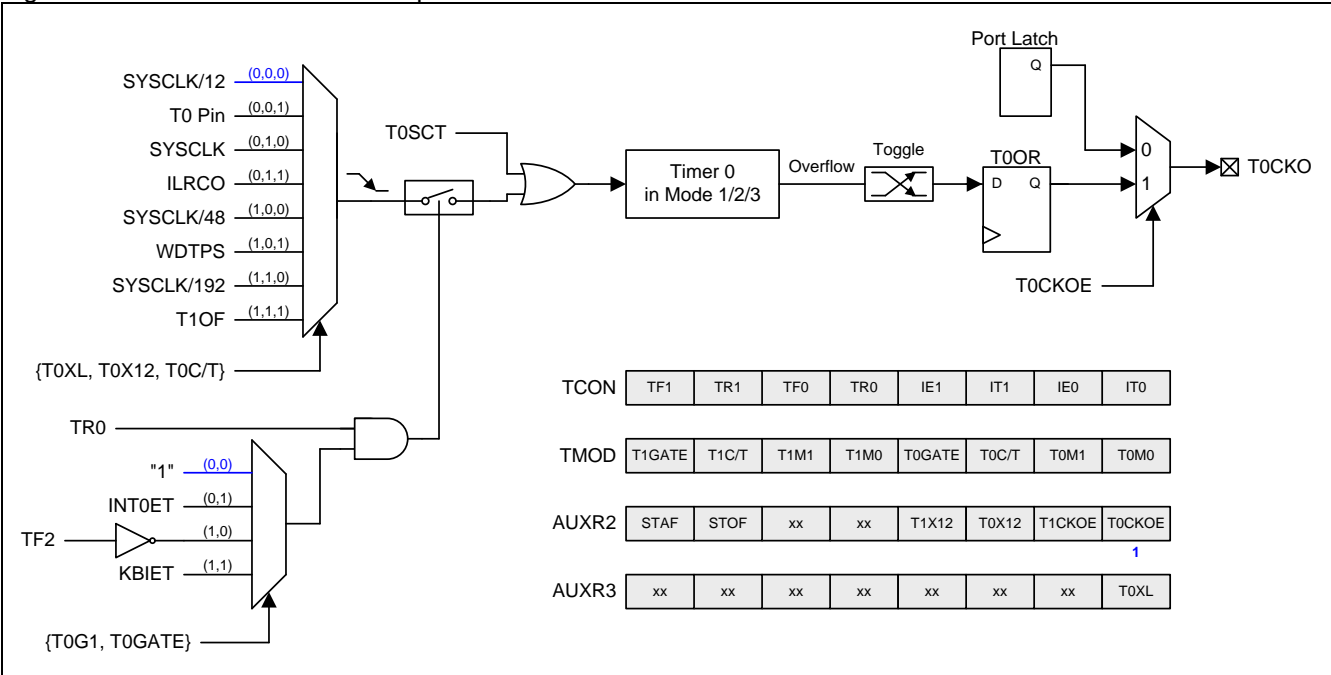 Port Latch
Q
SYSCLK/12 (0,0,0)
T0 Pin (0,0,1)
SYSCLK (0,1,0)
ILRCO (0,1,1)
SYSCLK/48 (1,0,0)
WDTPS (1,0,1)
SYSCLK/192 (1,1,0)
T1OF (1,1,1)
{T0XL, T0X12, T0C/T}
T0SCT
Timer 0
in Mode 1/2/3
Overflow
Toggle
T0OR
D Q
0
1
T0CKO
T0CKOE
TR0
"1" (0,0)
INT0ET (0,1)
TF2 (1,0)
KBIET (1,1)
{T0G1, T0GATE}
TCON TF1 TR1 TF0 TR0 IE1 IT1 IE0 IT0
TMOD T1GATE T1C/T T1M1 T1M0 T0GATE T0C/T T0M1 T0M0
AUXR2 STAF STOF xx xx T1X12 T0X12 T1CKOE T0CKOE
1
AUXR3 xx xx xx xx xx xx xx T0XL